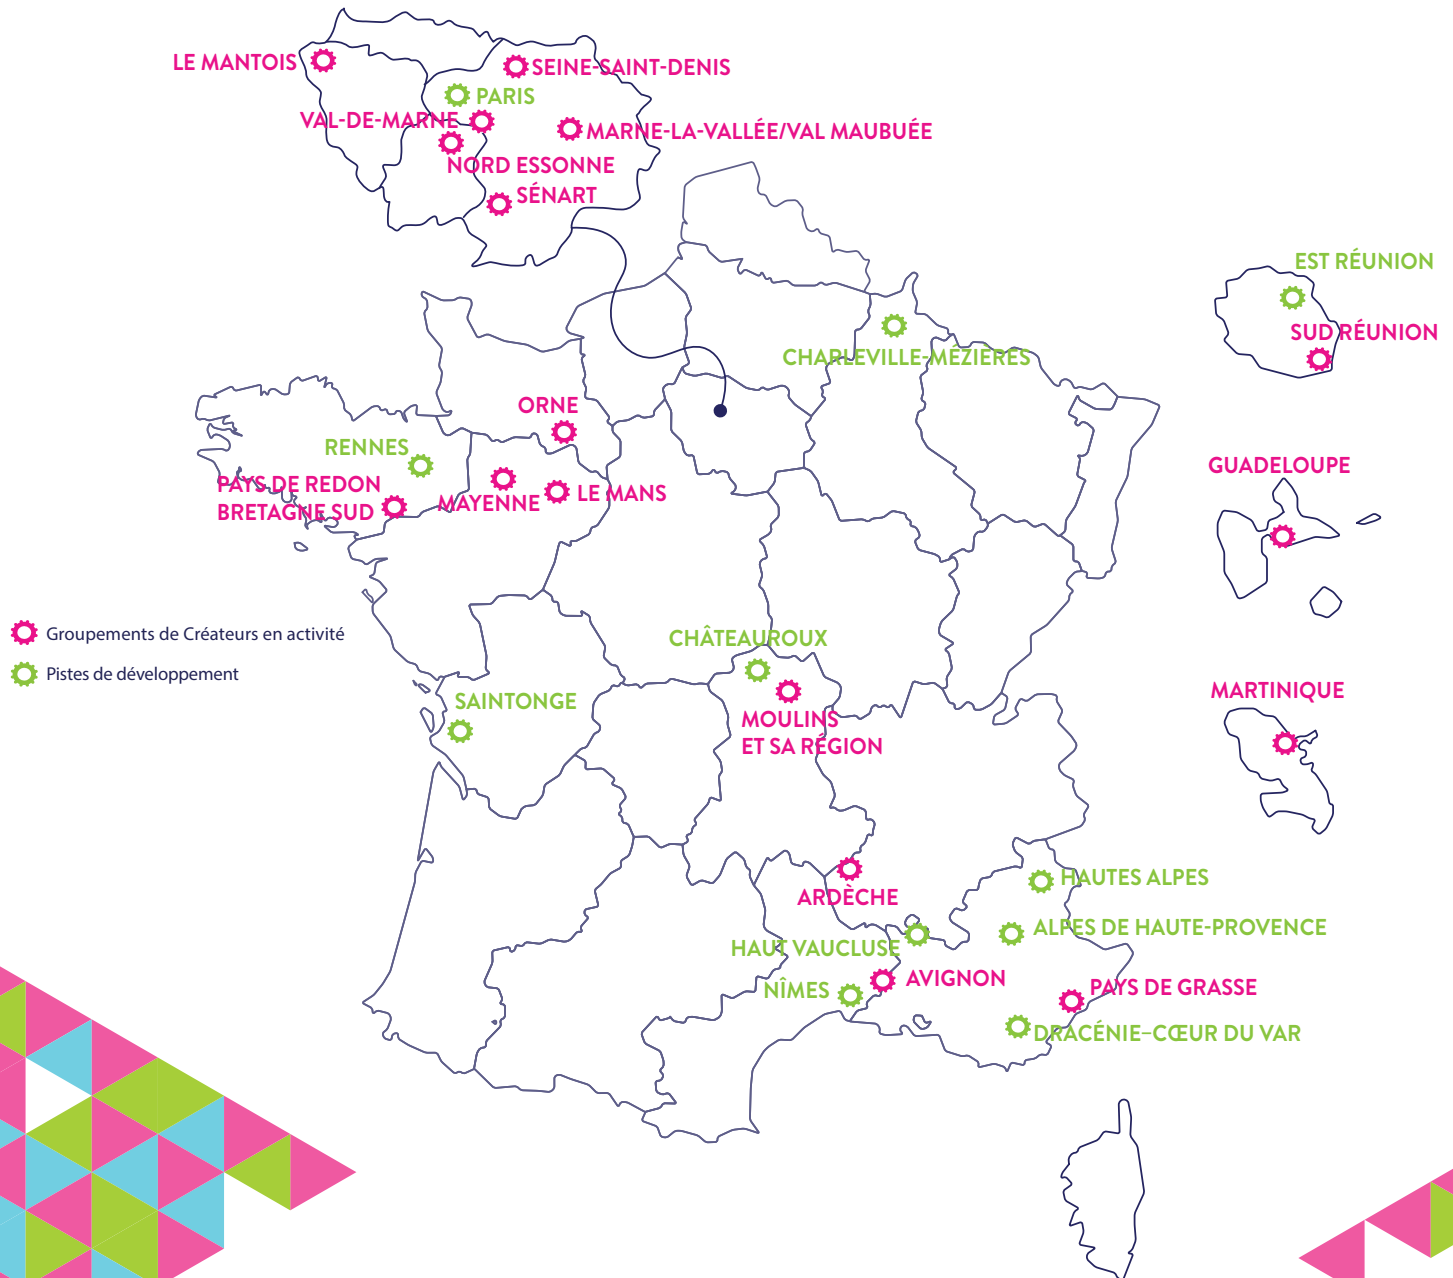 LE MANTOIS
SEINE-SAINT-DENIS
PARIS
VAL-DE-MARNE
MARNE-LA-VALLÉE/VAL MAUBUÉE
NORD ESSONNE
SÉNART
EST RÉUNION
SUD RÉUNION
CHARLEVILLE-MÉZIÈRES
ORNE
RENNES
PAYS DE REDON
BRETAGNE SUD
MAYENNE
LE MANS
GUADELOUPE
Groupements de Créateurs en activité
Pistes de développement
CHÂTEAUROUX
SAINTONGE
MOULINS
ET SA RÉGION
MARTINIQUE
ARDÈCHE
HAUTES ALPES
ALPES DE HAUTE-PROVENCE
HAUT VAUCLUSE
AVIGNON
NÎMES
PAYS DE GRASSE
DRACÉNIE–CŒUR DU VAR